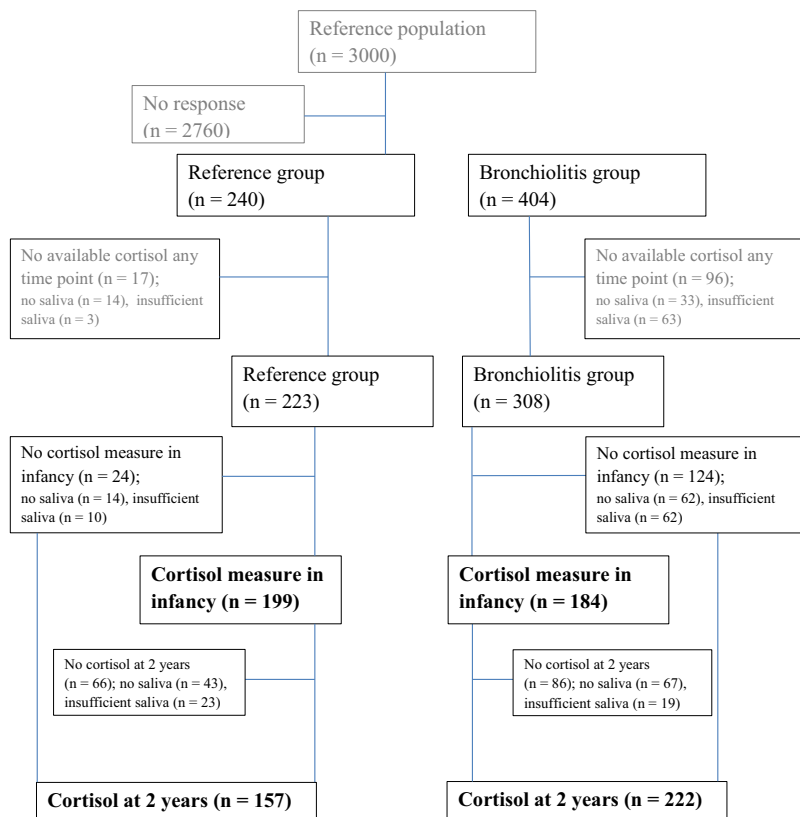 Reference population
(n = 3000)
No response
(n = 2760)
Reference group
(n = 240)
Bronchiolitis group
(n = 404)
No available cortisol any
time point (n = 17);
no saliva (n = 14), insufficient
saliva (n = 3)
No available cortisol any
time point (n = 96);
no saliva (n = 33), insufficient
saliva (n = 63)
Reference group
(n = 223)
Bronchiolitis group
(n = 308)
No cortisol measure in
infancy (n = 24);
no saliva (n = 14), insufficient
saliva (n = 10)
No cortisol measure in
infancy (n = 124);
no saliva (n = 62), insufficient
saliva (n = 62)
Cortisol measure in
infancy (n = 199)
Cortisol measure in
infancy (n = 184)
No cortisol at 2 years
(n = 66); no saliva (n = 43),
insufficient saliva (n = 23)
No cortisol at 2 years
(n = 86); no saliva (n = 67),
insufficient saliva (n = 19)
Cortisol at 2 years (n = 157)
Cortisol at 2 years (n = 222)